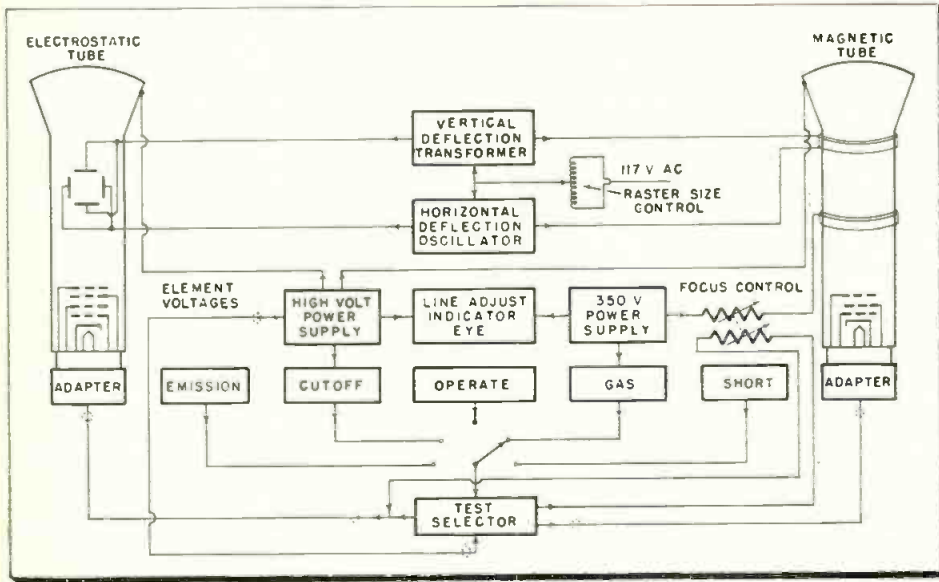 ELECTROSTATIC
TUBE
MAGNETIC
TUBE
VERTICAL
DEFLECTION
TRANSFORMER
117 V AC
RASTER SIZE
CONTROL
HORIZONTAL
DEFLECTION
OSCILLATOR
ELEMENT
VOLTAGES
HIGH VOLT
POWER
SUPPLY
LINE ADJUST
INDICATOR
EYE
350 V
POWER
SUPPLY
FOCUS CONTROL
ADAPTER
EMISSION
CUTOFF
OPERATE
GAS
SHORT
ADAPTER
TEST
SELECTOR